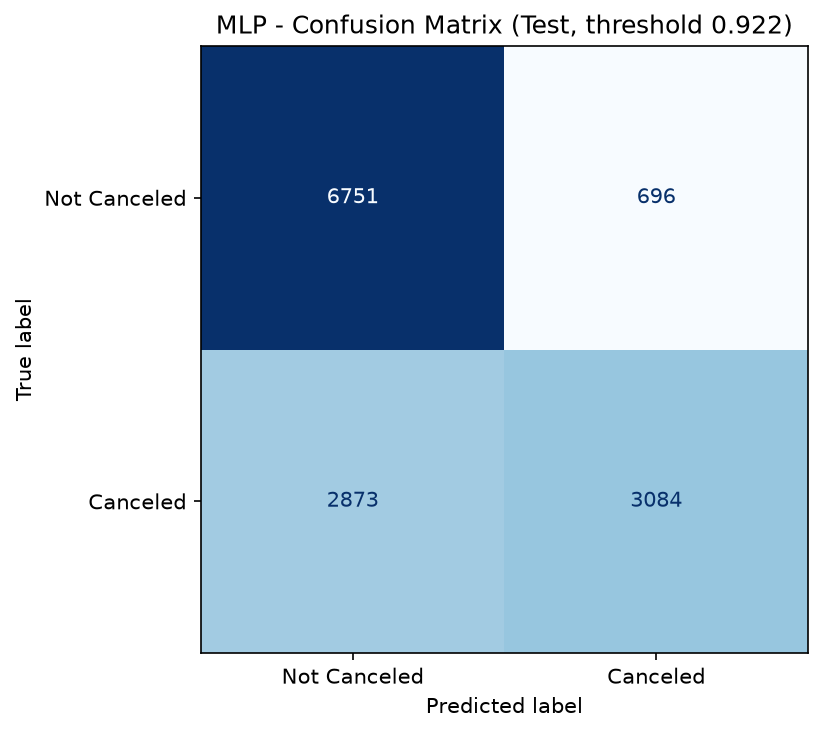 MLP - Confusion Matrix (Test, threshold 0.922)
True label
Not Canceled
6751
696
Canceled
2873
3084
Not Canceled
Canceled
Predicted label